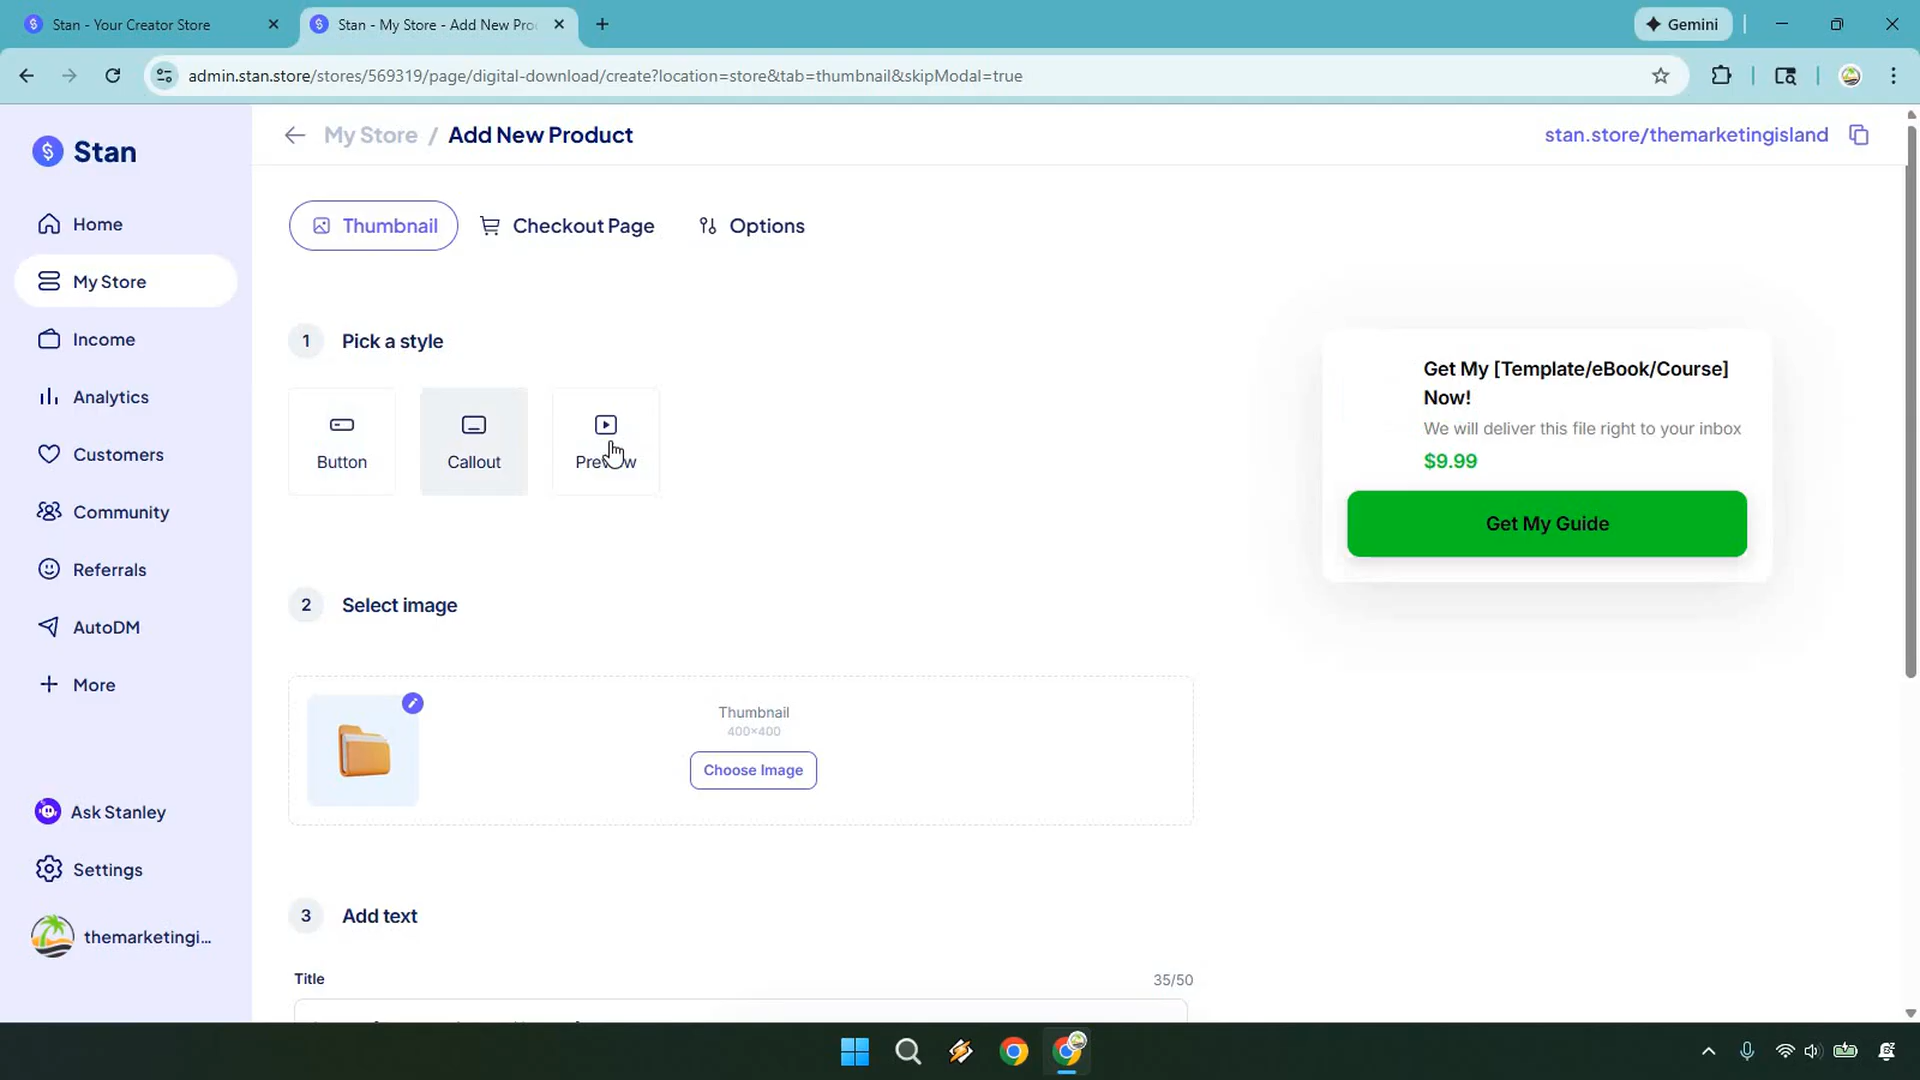 Stan - Your Creator Store
Stan - My Store - Add New Pro
Gemini
admin.stan.store/stores/569319/page/digital-download/create?location=store&tab=thumbnail&skipModal=true
Stan
My Store / Add New Product
stan.store/themarketingisland
Home
My Store
Income
Analytics
Customers
Community
Referrals
AutoDM
More
Ask Stanley
Settings
themarketingi...
Thumbnail
Checkout Page
Options
1 Pick a style
Button
Callout
Preview
2 Select image
Thumbnail
400×400
Choose Image
3 Add text
Title
35/50
Get My [Template/eBook/Course]
Now!
We will deliver this file right to your inbox
$9.99
Get My Guide